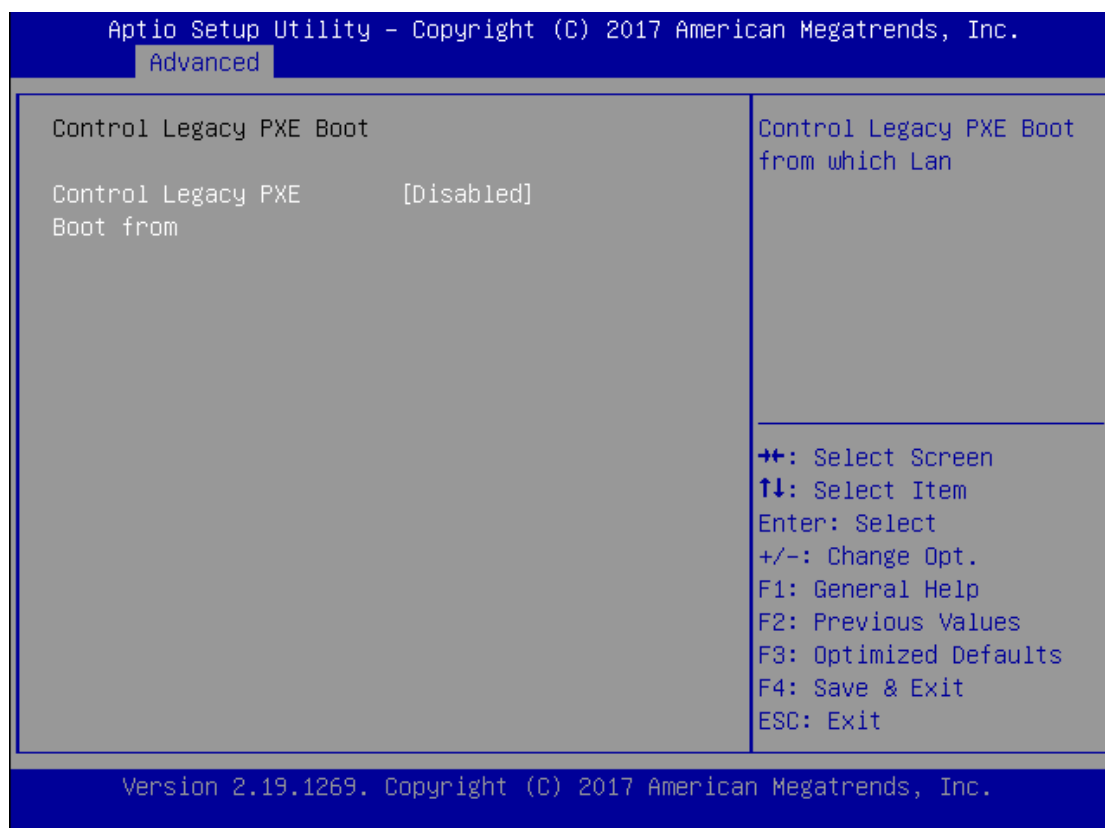 Aptio Setup Utility – Copyright (C) 2017 American Megatrends, Inc.
Advanced
Control Legacy PXE Boot
Control Legacy PXE [Disabled]
Boot from
Control Legacy PXE Boot
from which Lan
→←: Select Screen
↑↓: Select Item
Enter: Select
+/-: Change Opt.
F1: General Help
F2: Previous Values
F3: Optimized Defaults
F4: Save & Exit
ESC: Exit
Version 2.19.1269. Copyright (C) 2017 American Megatrends, Inc.